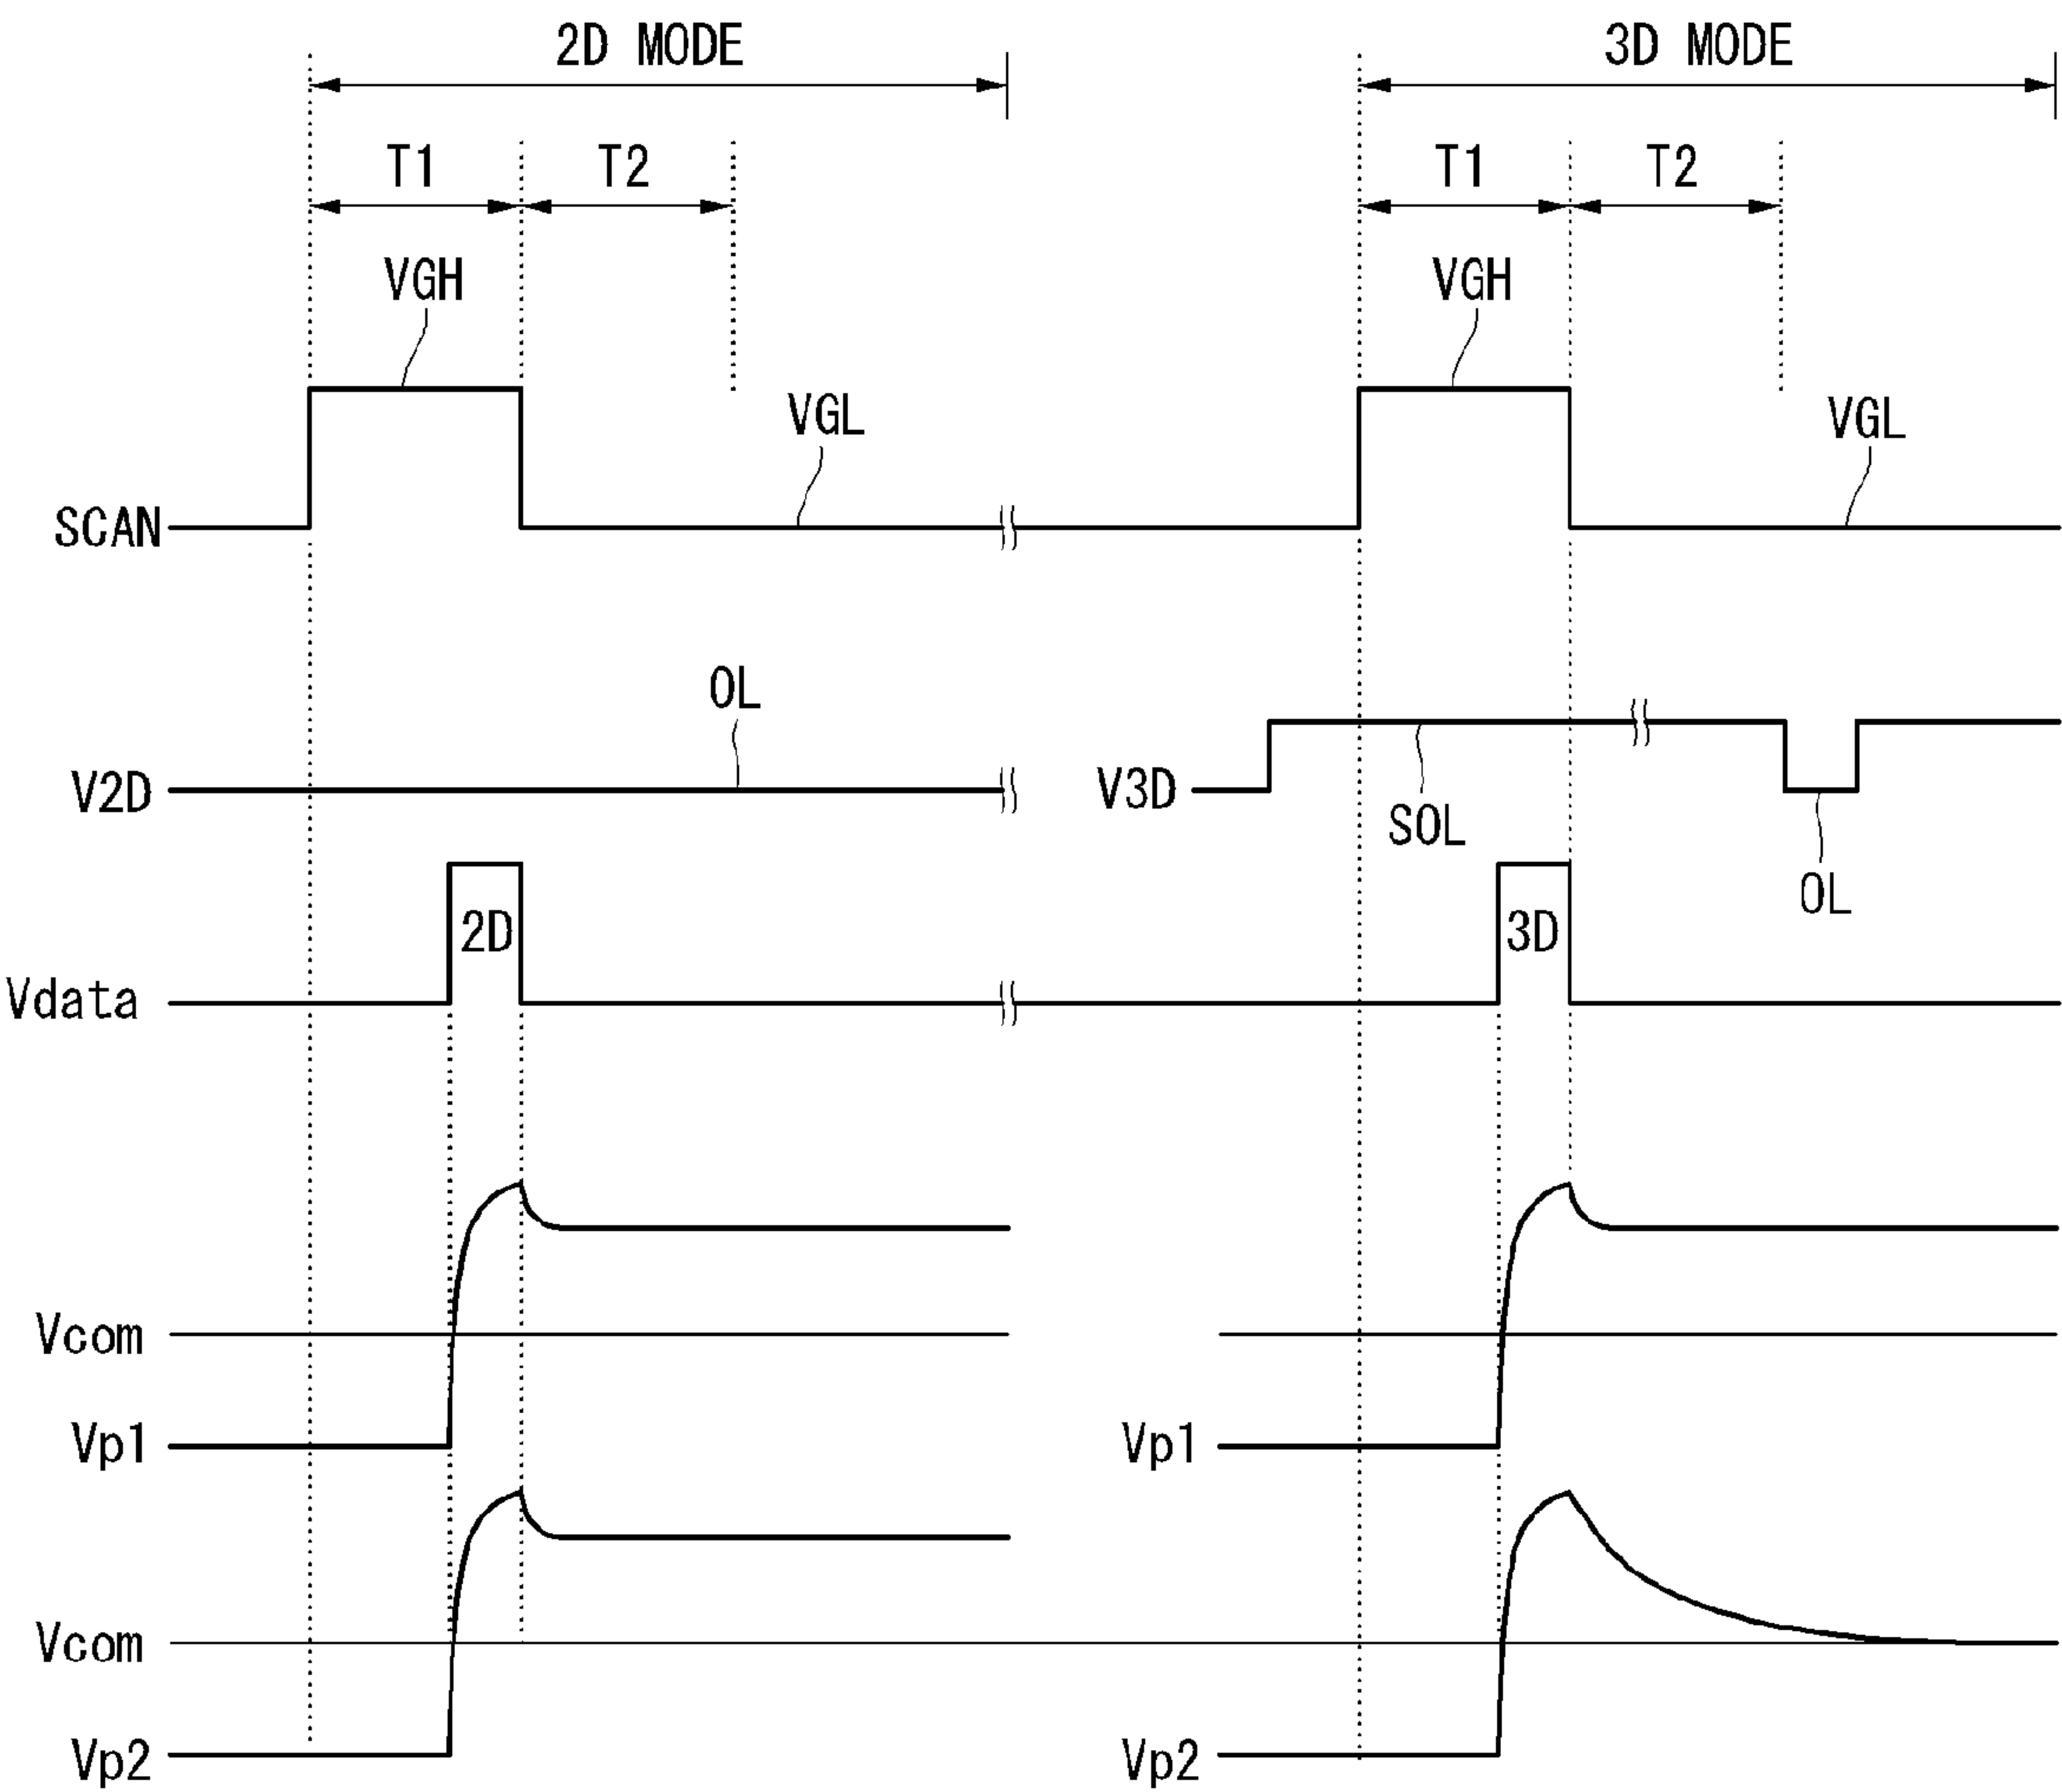 2D MODE 3D MODE
T1 T2 T1 T2
VGH VGH
VGL VGL
SCAN
OL
V2D V3D
SOL
OL
2D 3D
Vdata
Vcom
Vp1 Vp1
Vcom
Vp2 Vp2